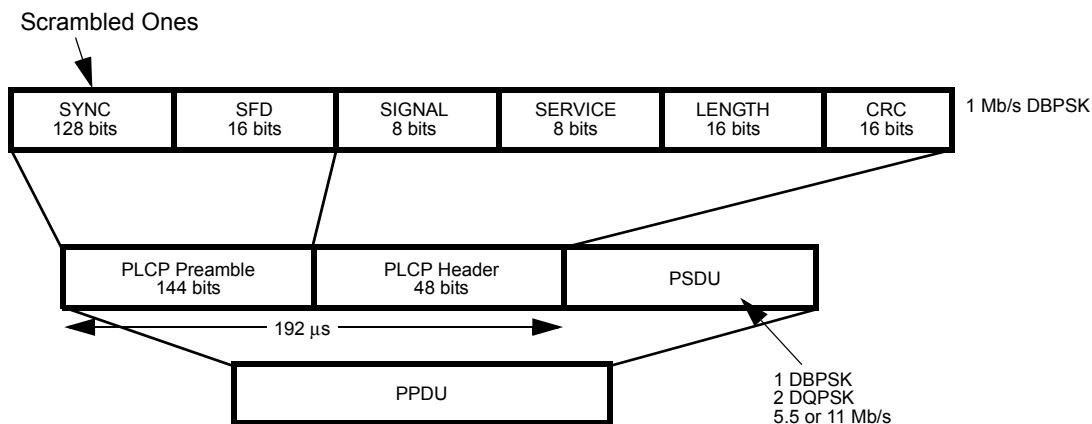 Scrambled Ones
SYNC
128 bits
SFD
16 bits
SIGNAL
8 bits
SERVICE
8 bits
LENGTH
16 bits
CRC
16 bits
1 Mb/s DBPSK
PLCP Preamble
144 bits
PLCP Header
48 bits
PSDU
192 μs
1 DBPSK
2 DQPSK
5.5 or 11 Mb/s
PPDU